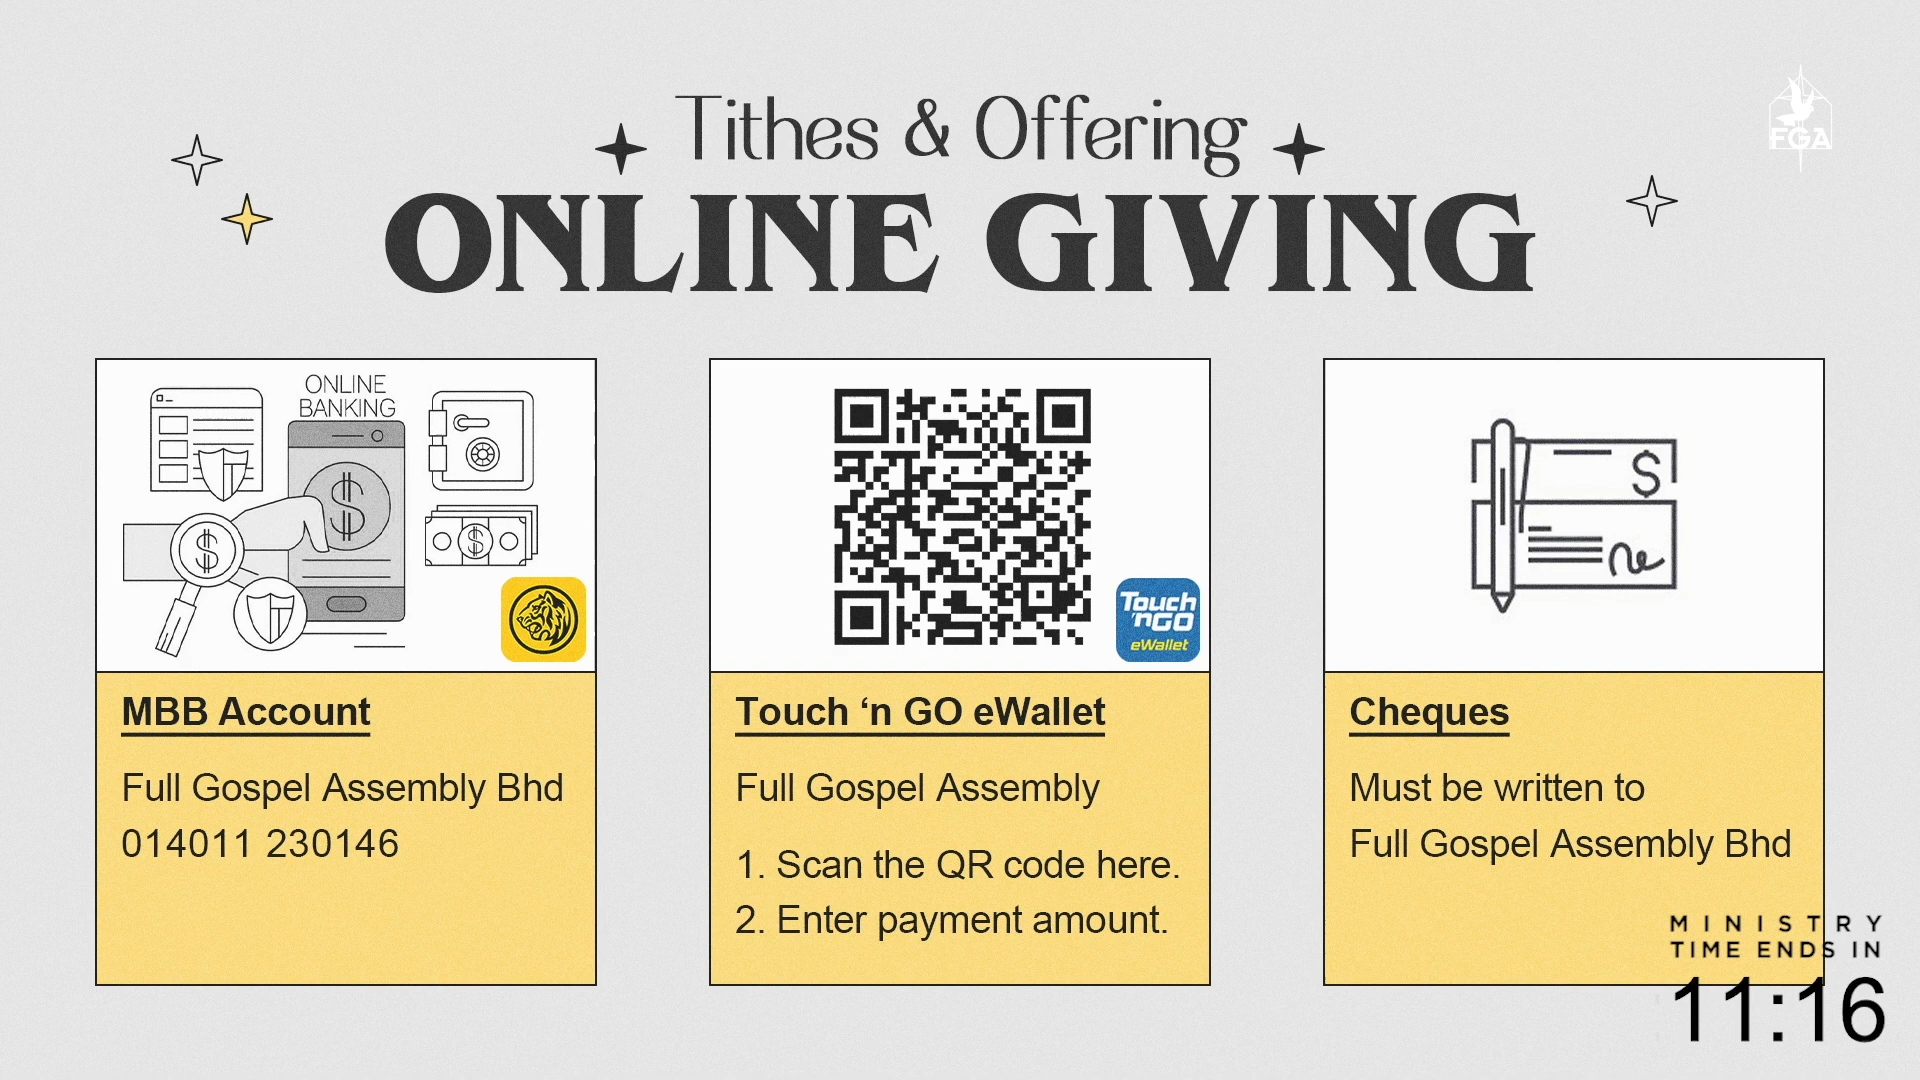 Tithes & Offering
ONLINE GIVING
FGA
ONLINE
BANKING
Touch
'nGO
eWallet
MBB Account
Full Gospel Assembly Bhd
014011 230146
Touch ‘n GO eWallet
Full Gospel Assembly
1. Scan the QR code here.
2. Enter payment amount.
Cheques
Must be written to
Full Gospel Assembly Bhd
MINISTRY
TIME ENDS IN
11:16